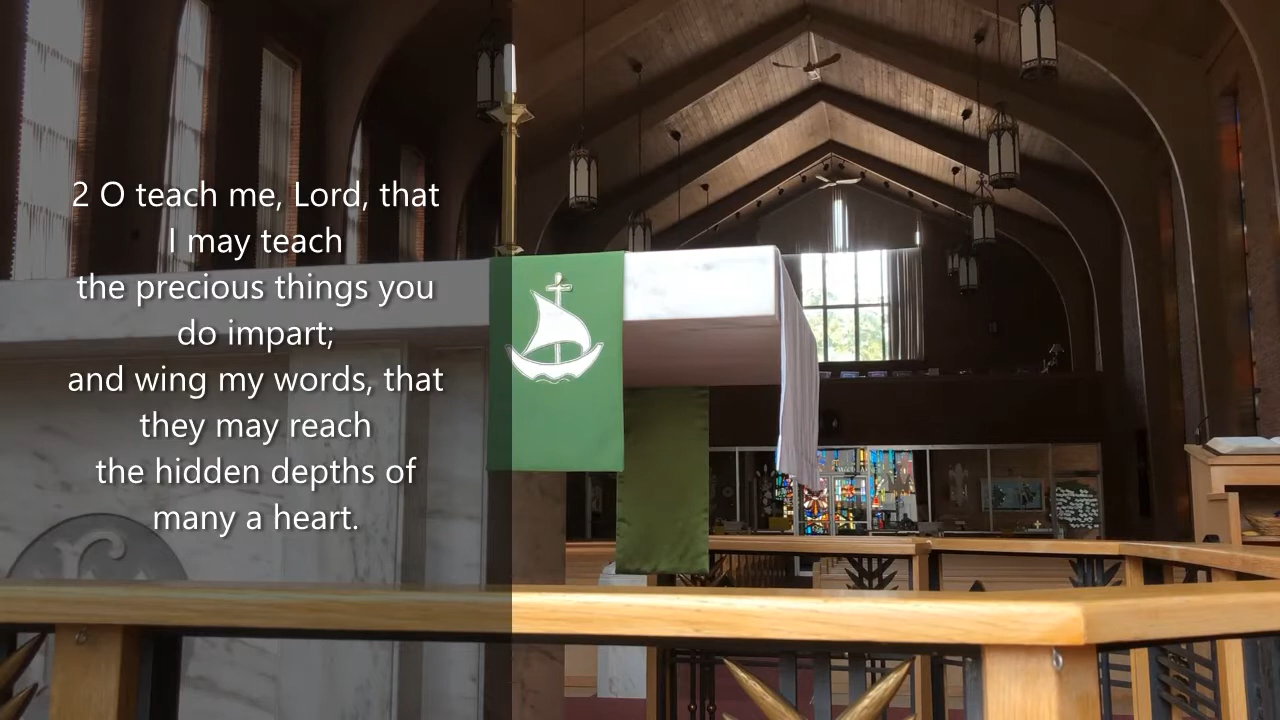 2 O teach me, Lord, that
I may teach
the precious things you
do impart;
and wing my words, that
they may reach
the hidden depths of
many a heart.